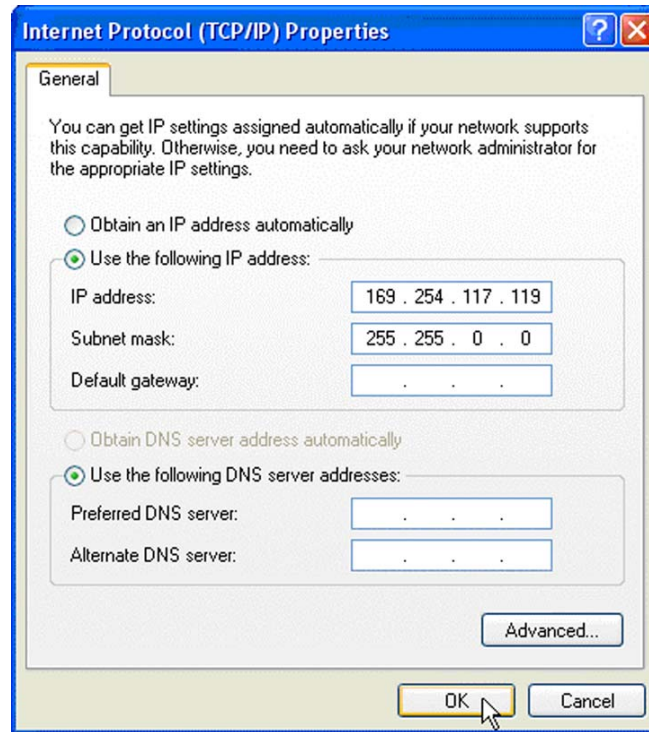 Internet Protocol (TCP/IP) Properties
General
You can get IP settings assigned automatically if your network supports
this capability. Otherwise, you need to ask your network administrator for
the appropriate IP settings.
Obtain an IP address automatically
Use the following IP address:
IP address: 169 . 254 . 117 . 119
Subnet mask: 255 . 255 . 0 . 0
Default gateway: . . .
Obtain DNS server address automatically
Use the following DNS server addresses:
Preferred DNS server: . . .
Alternate DNS server: . . .
Advanced...
OK Cancel